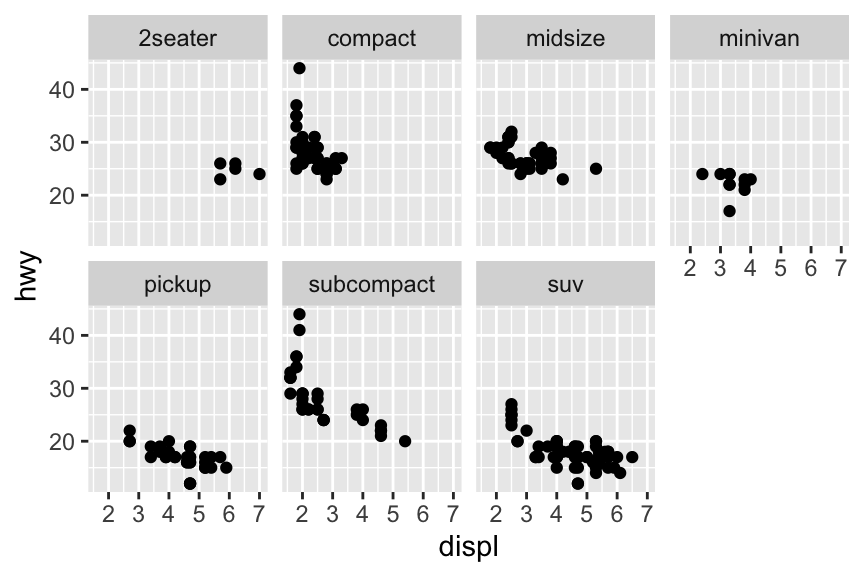 2seater compact midsize minivan
40
30
20
2 3 4 5 6 7
hwy
pickup subcompact suv
40
30
20
2 3 4 5 6 7 2 3 4 5 6 7 2 3 4 5 6 7
displ